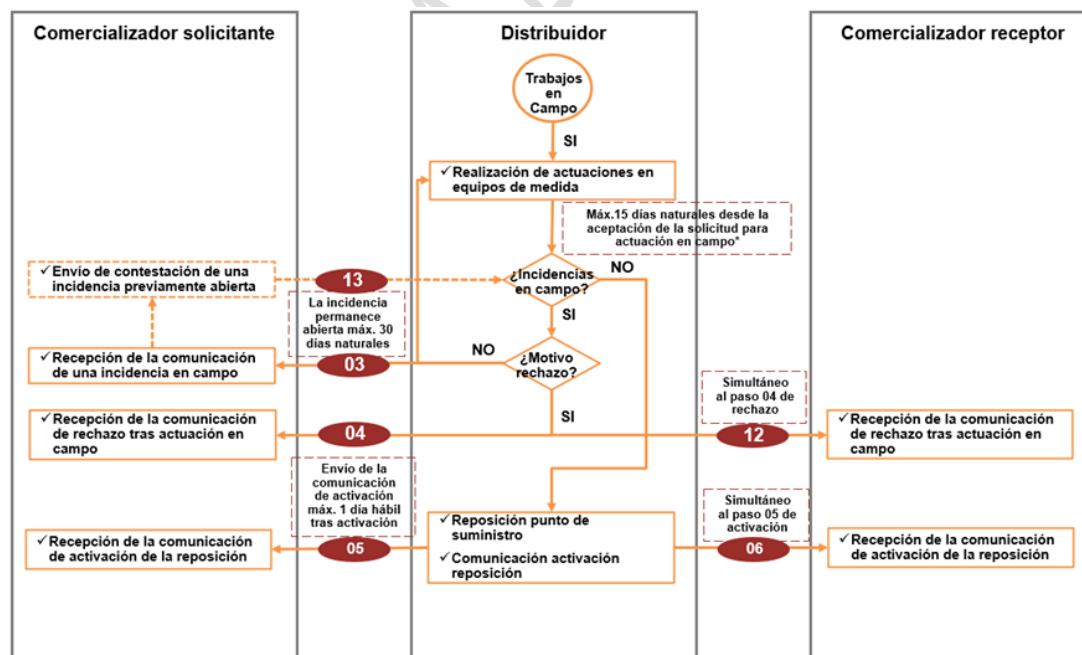 Comercializador solicitante
Distribuidor
Comercializador receptor
Trabajos
en
Campo
SI
✓Realización de actuaciones en
equipos de medida
Máx.15 días naturales desde la
aceptación de la solicitud para
actuación en campo*
✓Envío de contestación de una
incidencia previamente abierta
13
¿Incidencias
en campo?
NO
La incidencia
permanece
abierta máx. 30
días naturales
SI
✓Recepción de la comunicación
de una incidencia en campo
03
NO
¿Motivo
rechazo?
Simultáneo
al paso 04 de
rechazo
SI
✓Recepción de la comunicación
de rechazo tras actuación en
campo
04
12
✓Recepción de la comunicación
de rechazo tras actuación en
campo
Envío de la
comunicación
de activación
máx. 1 día hábil
tras activación
Simultáneo
al paso 05 de
activación
✓Recepción de la comunicación
de activación de la reposición
05
✓Reposición punto de
suministro
✓Comunicación activación
reposición
06
✓Recepción de la comunicación
de activación de la reposición